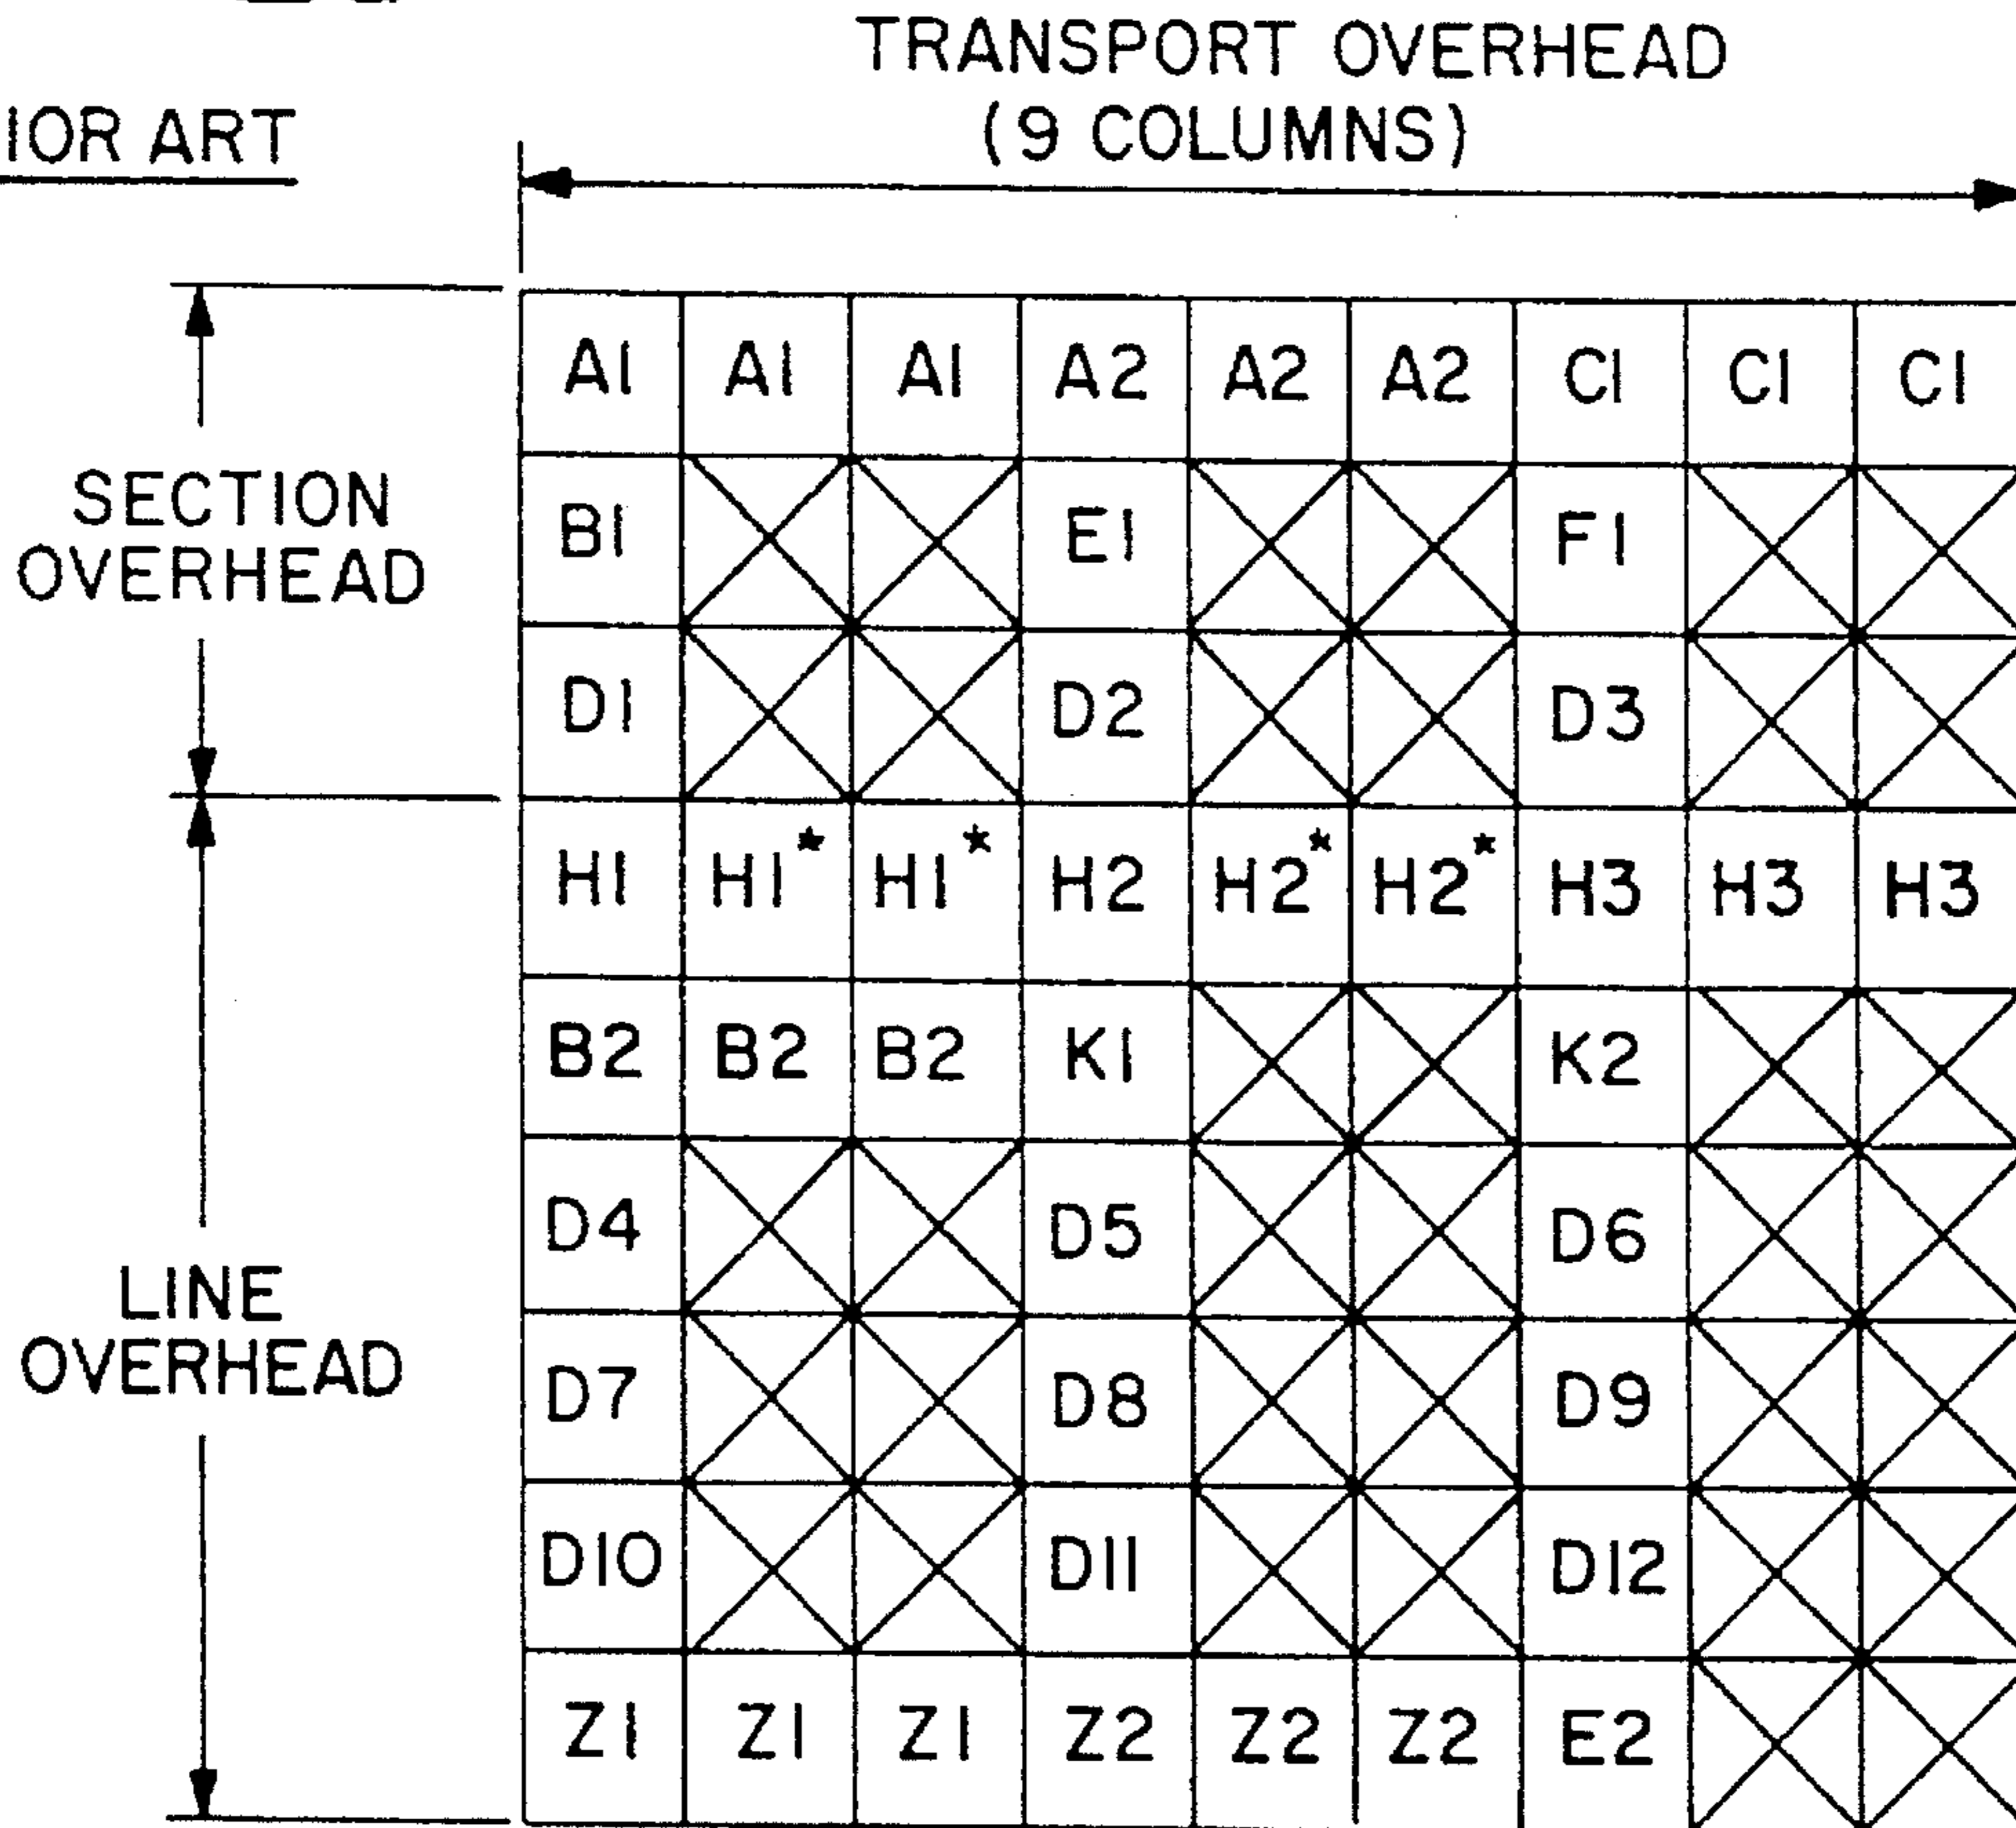 TRANSPORT OVERHEAD
(9 COLUMNS)
IOR ART
SECTION
OVERHEAD
LINE
OVERHEAD
A1 A1 A1 A2 A2 A2 C1 C1 C1
B1 E1 F1
D1 D2 D3
H1 H1* H1* H2 H2* H2* H3 H3 H3
B2 B2 B2 K1 K2
D4 D5 D6
D7 D8 D9
D10 D11 D12
Z1 Z1 Z1 Z2 Z2 Z2 E2